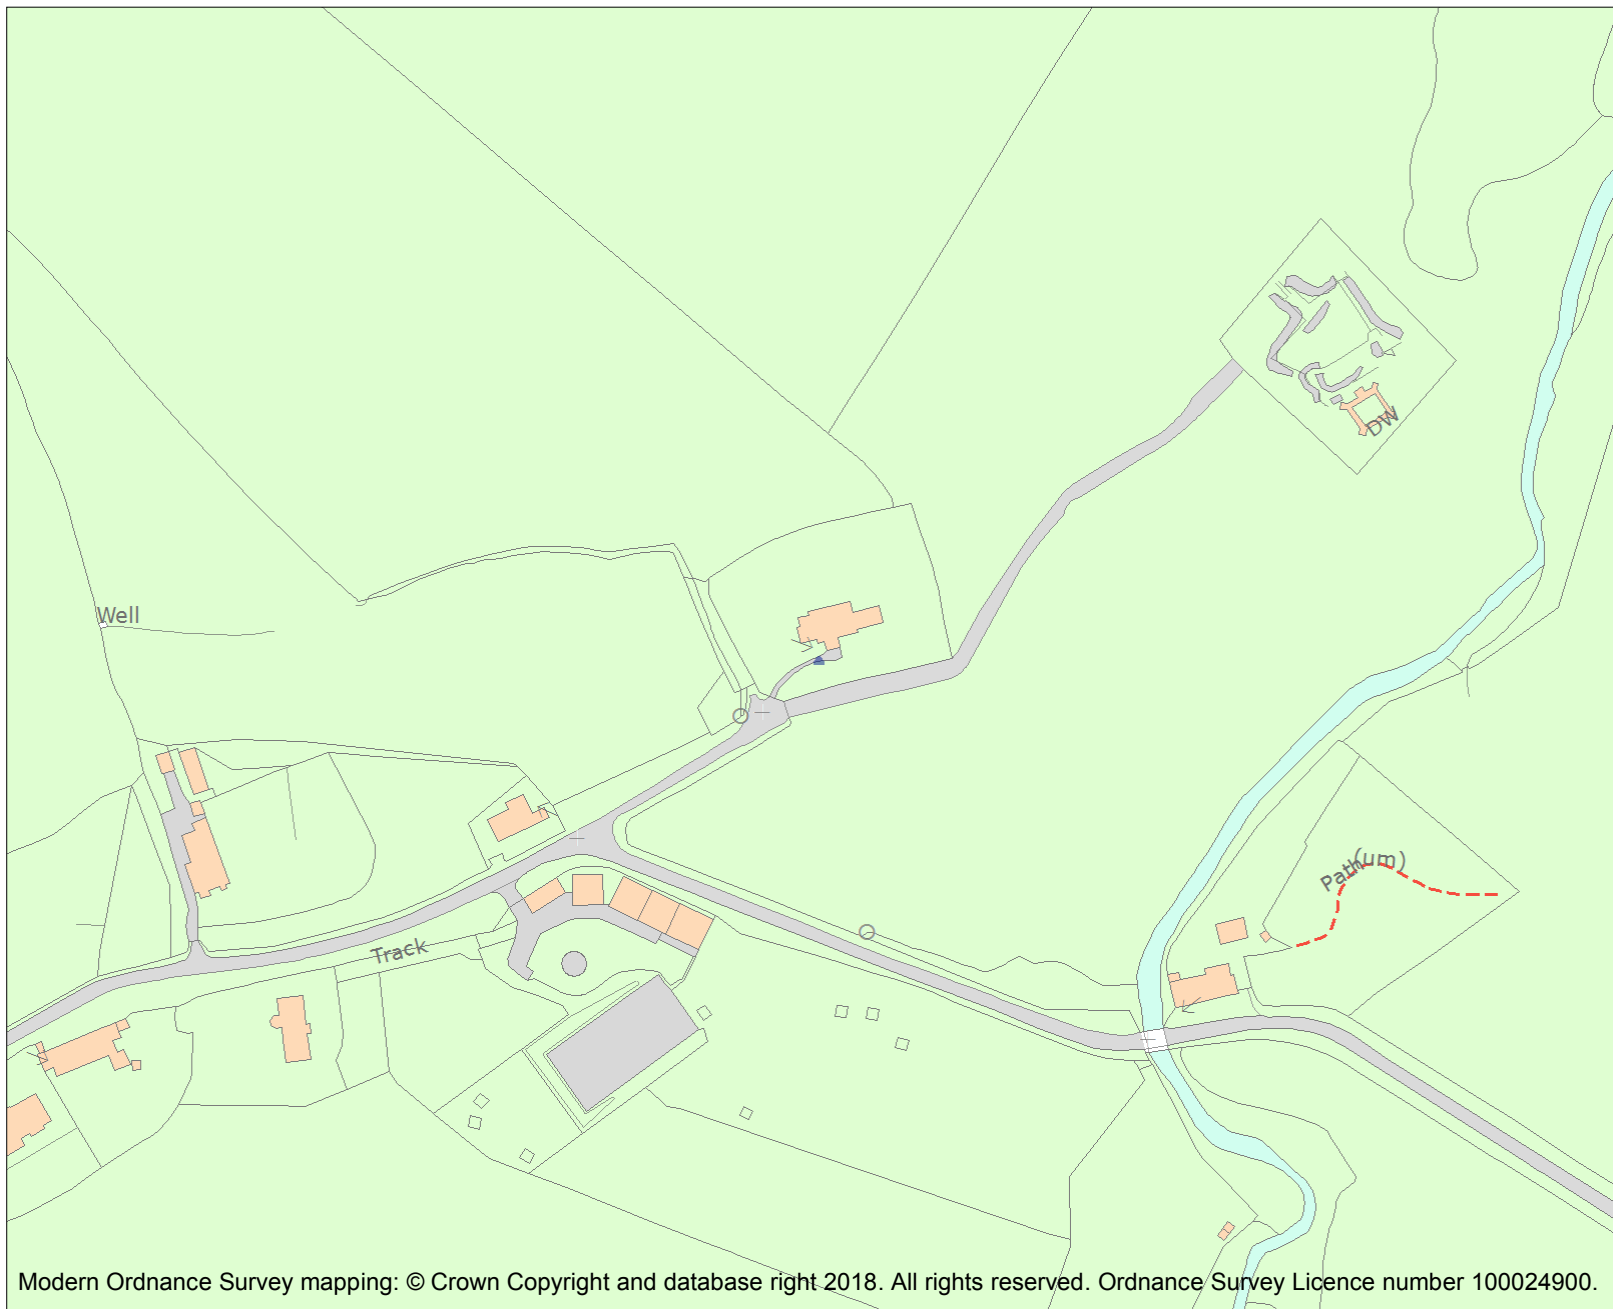 DW
Well
Path(um)
Track
Modern Ordnance Survey mapping: © Crown Copyright and database right 2018. All rights reserved. Ordnance Survey Licence number 100024900.